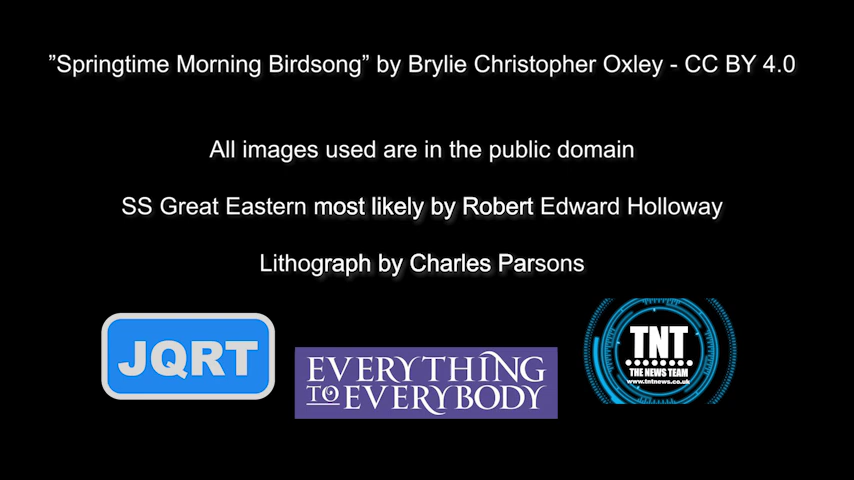 ”Springtime Morning Birdsong” by Brylie Christopher Oxley - CC BY 4.0
All images used are in the public domain
SS Great Eastern most likely by Robert Edward Holloway
Lithograph by Charles Parsons
JQRT
EVERYTHING
TO EVERYBODY
TNT
THE NEWS TEAM
www.tntnews.co.uk